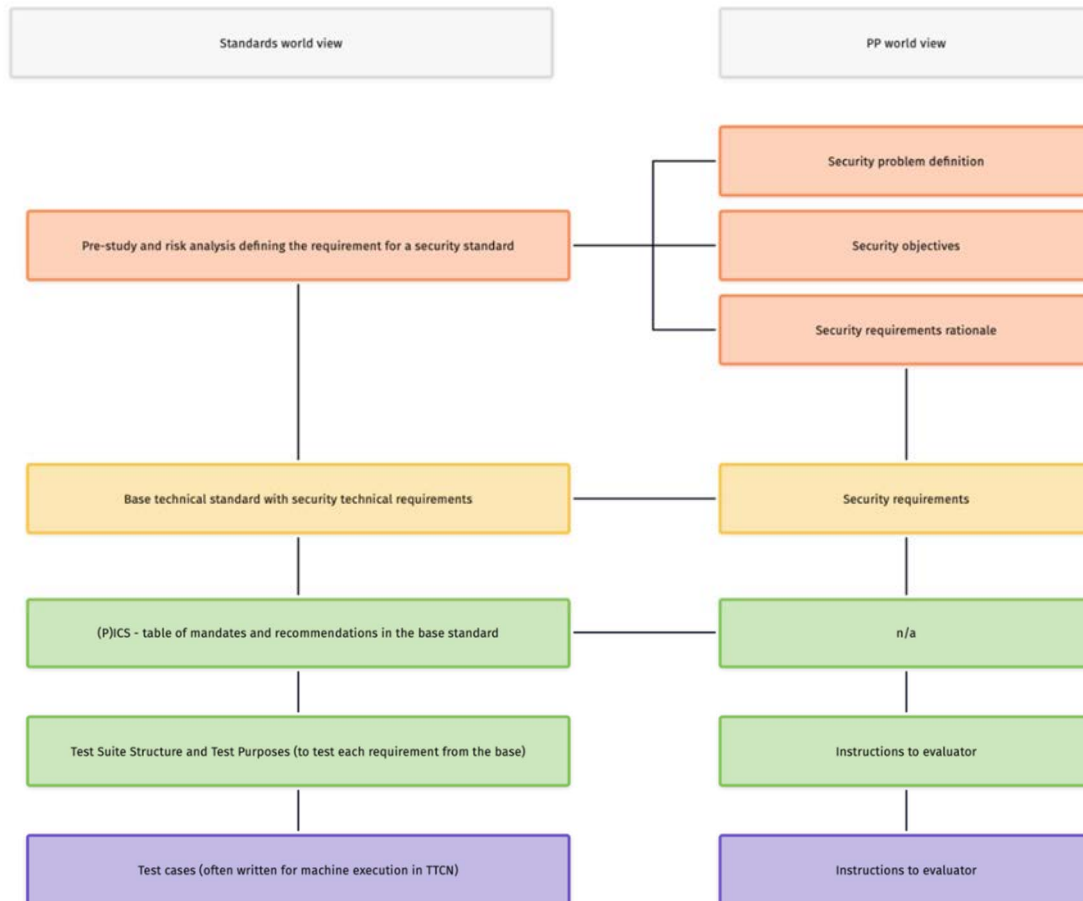 Standards world view
PP world view
Security problem definition
Pre-study and risk analysis defining the requirement for a security standard
Security objectives
Security requirements rationale
Base technical standard with security technical requirements
Security requirements
(P)ICS - table of mandates and recommendations in the base standard
n/a
Test Suite Structure and Test Purposes (to test each requirement from the base)
Instructions to evaluator
Test cases (often written for machine execution in TTCN)
Instructions to evaluator